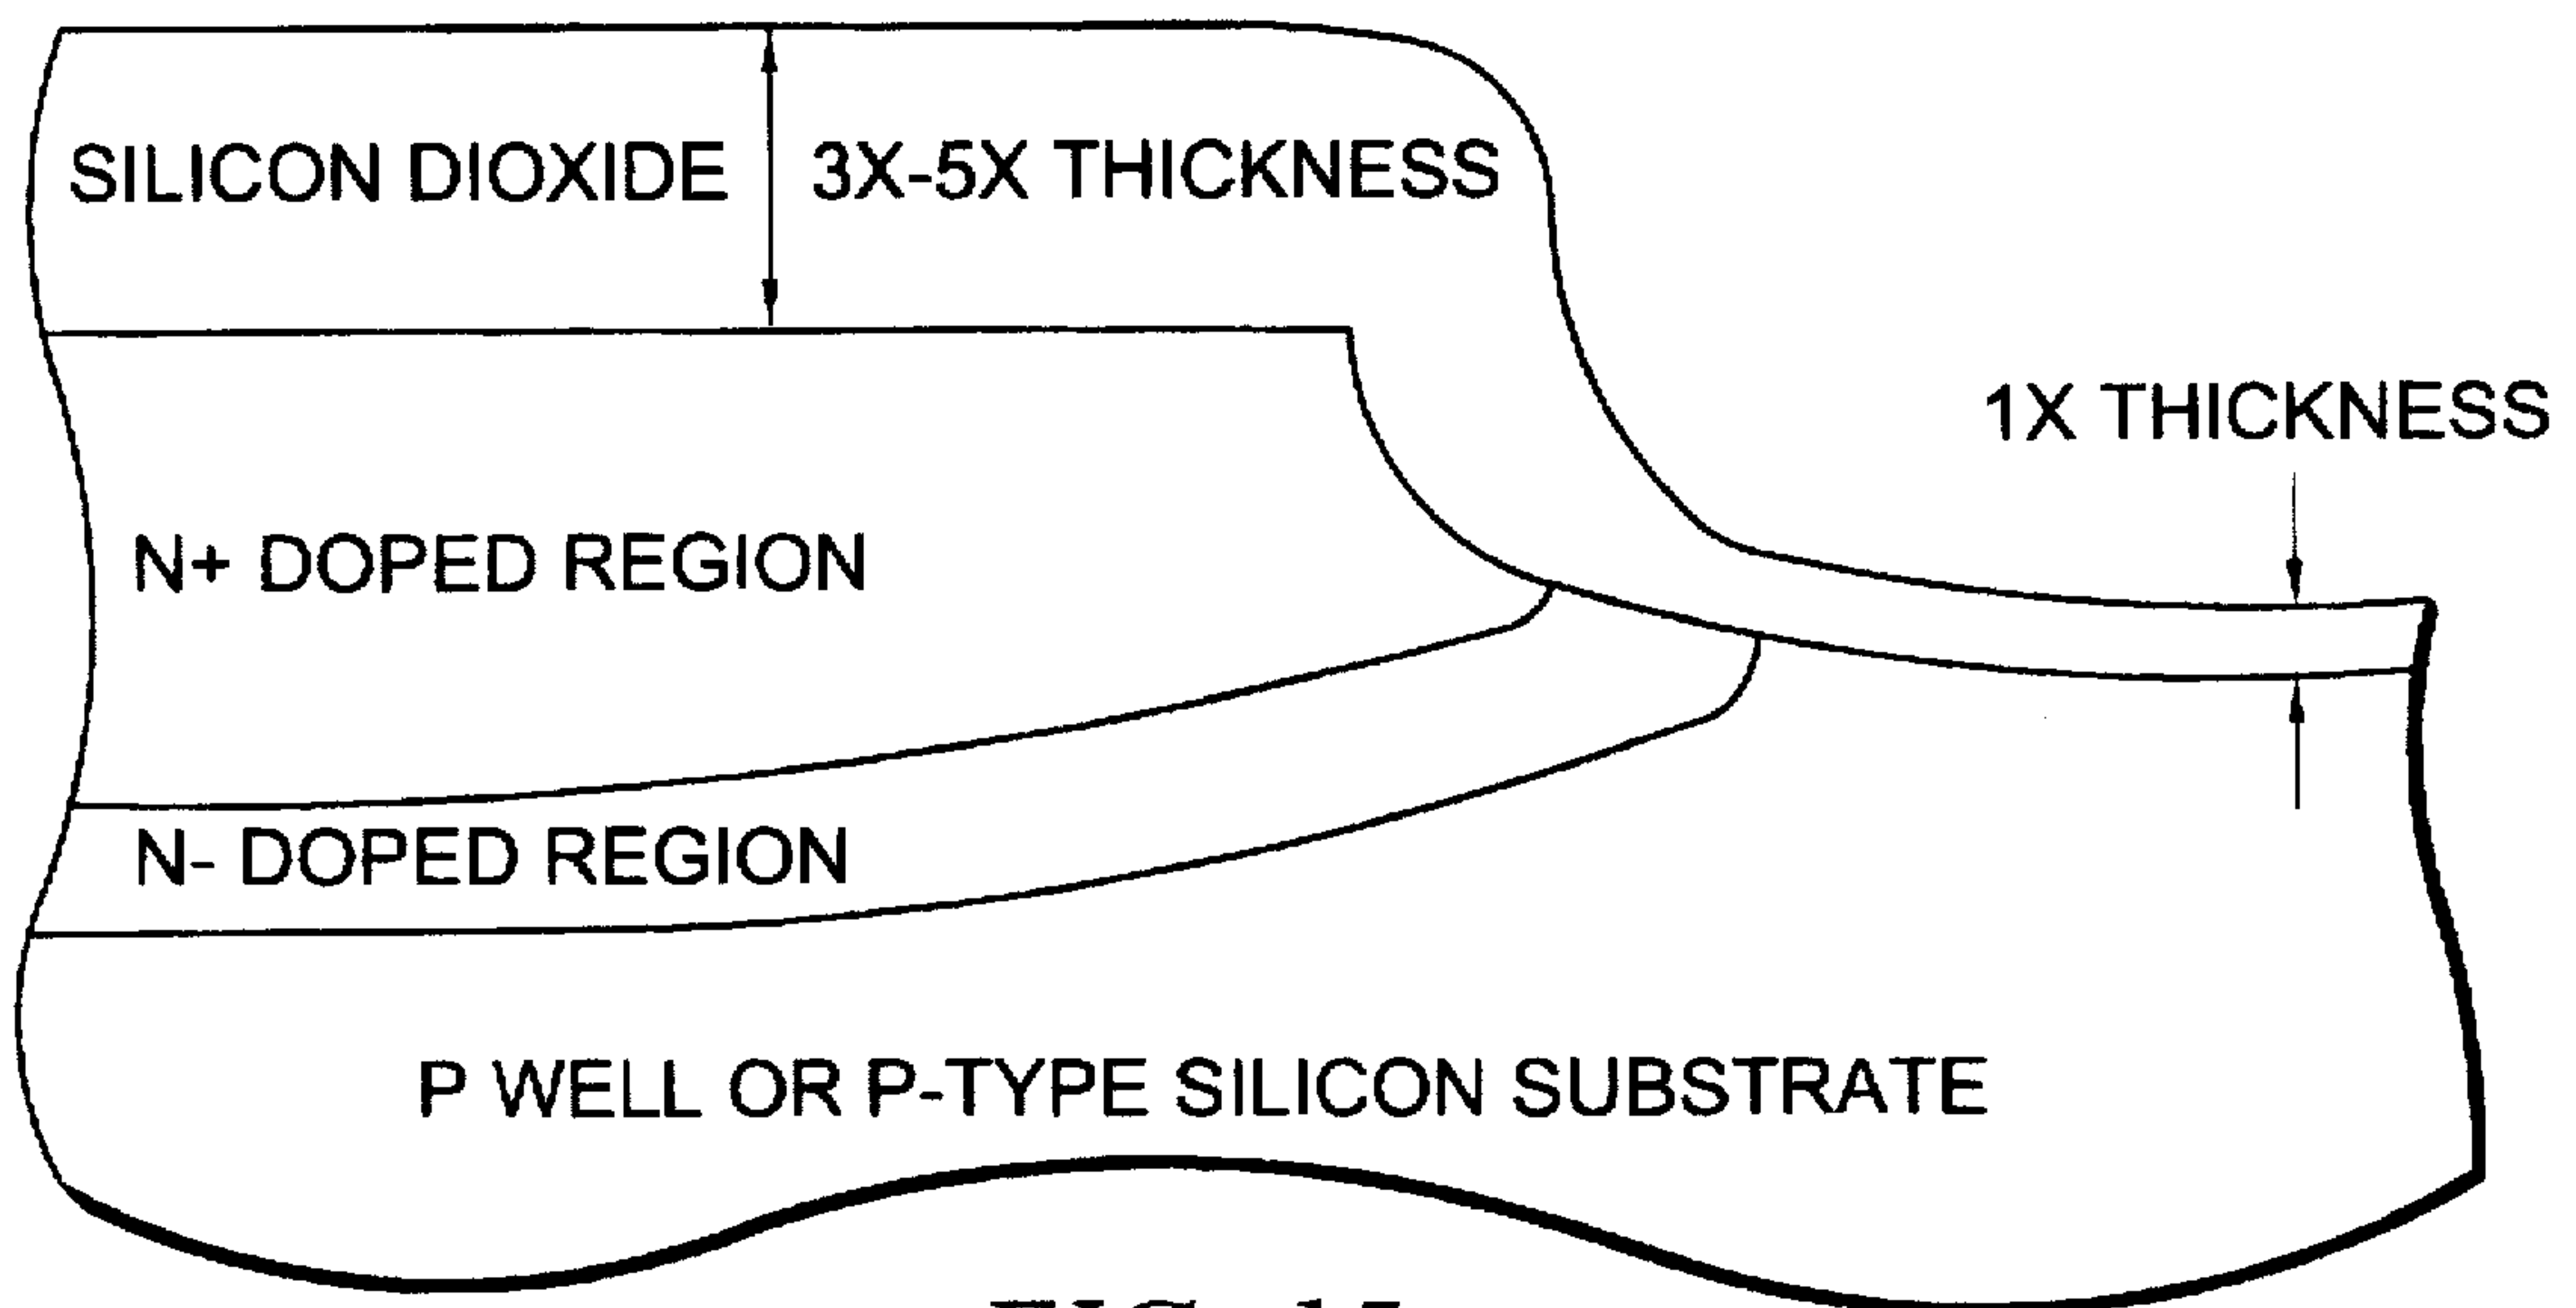 SILICON DIOXIDE
3X-5X THICKNESS
1X THICKNESS
N+ DOPED REGION
N- DOPED REGION
P WELL OR P-TYPE SILICON SUBSTRATE